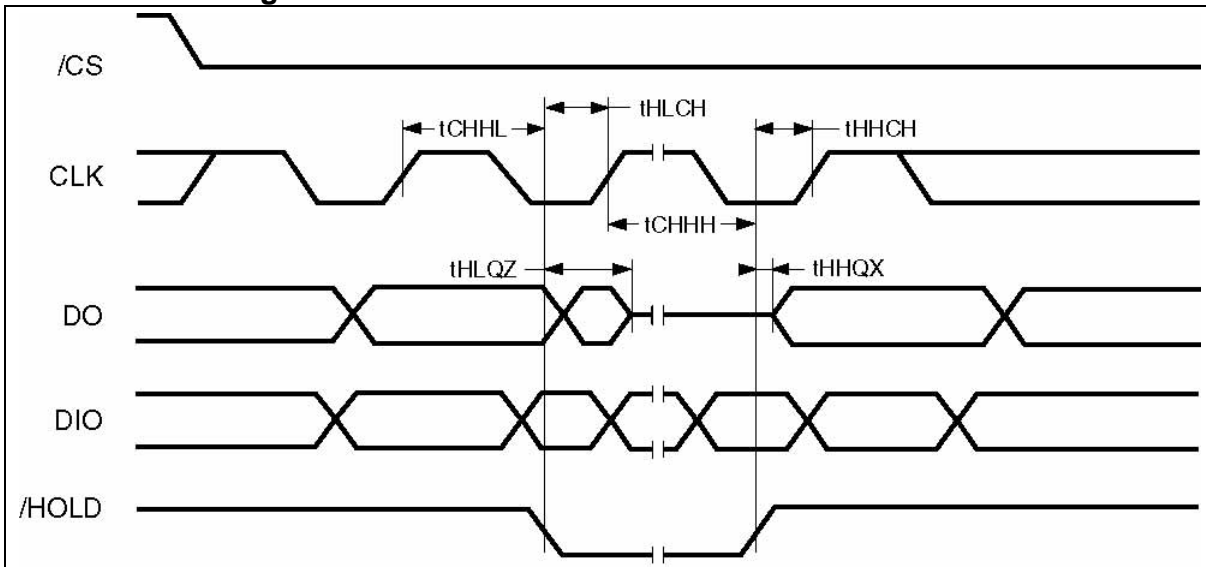 /CS
tHLCH
tCHHL
tHHCH
CLK
tCHHH
tHLQZ
tHHQX
DO
DIO
/HOLD